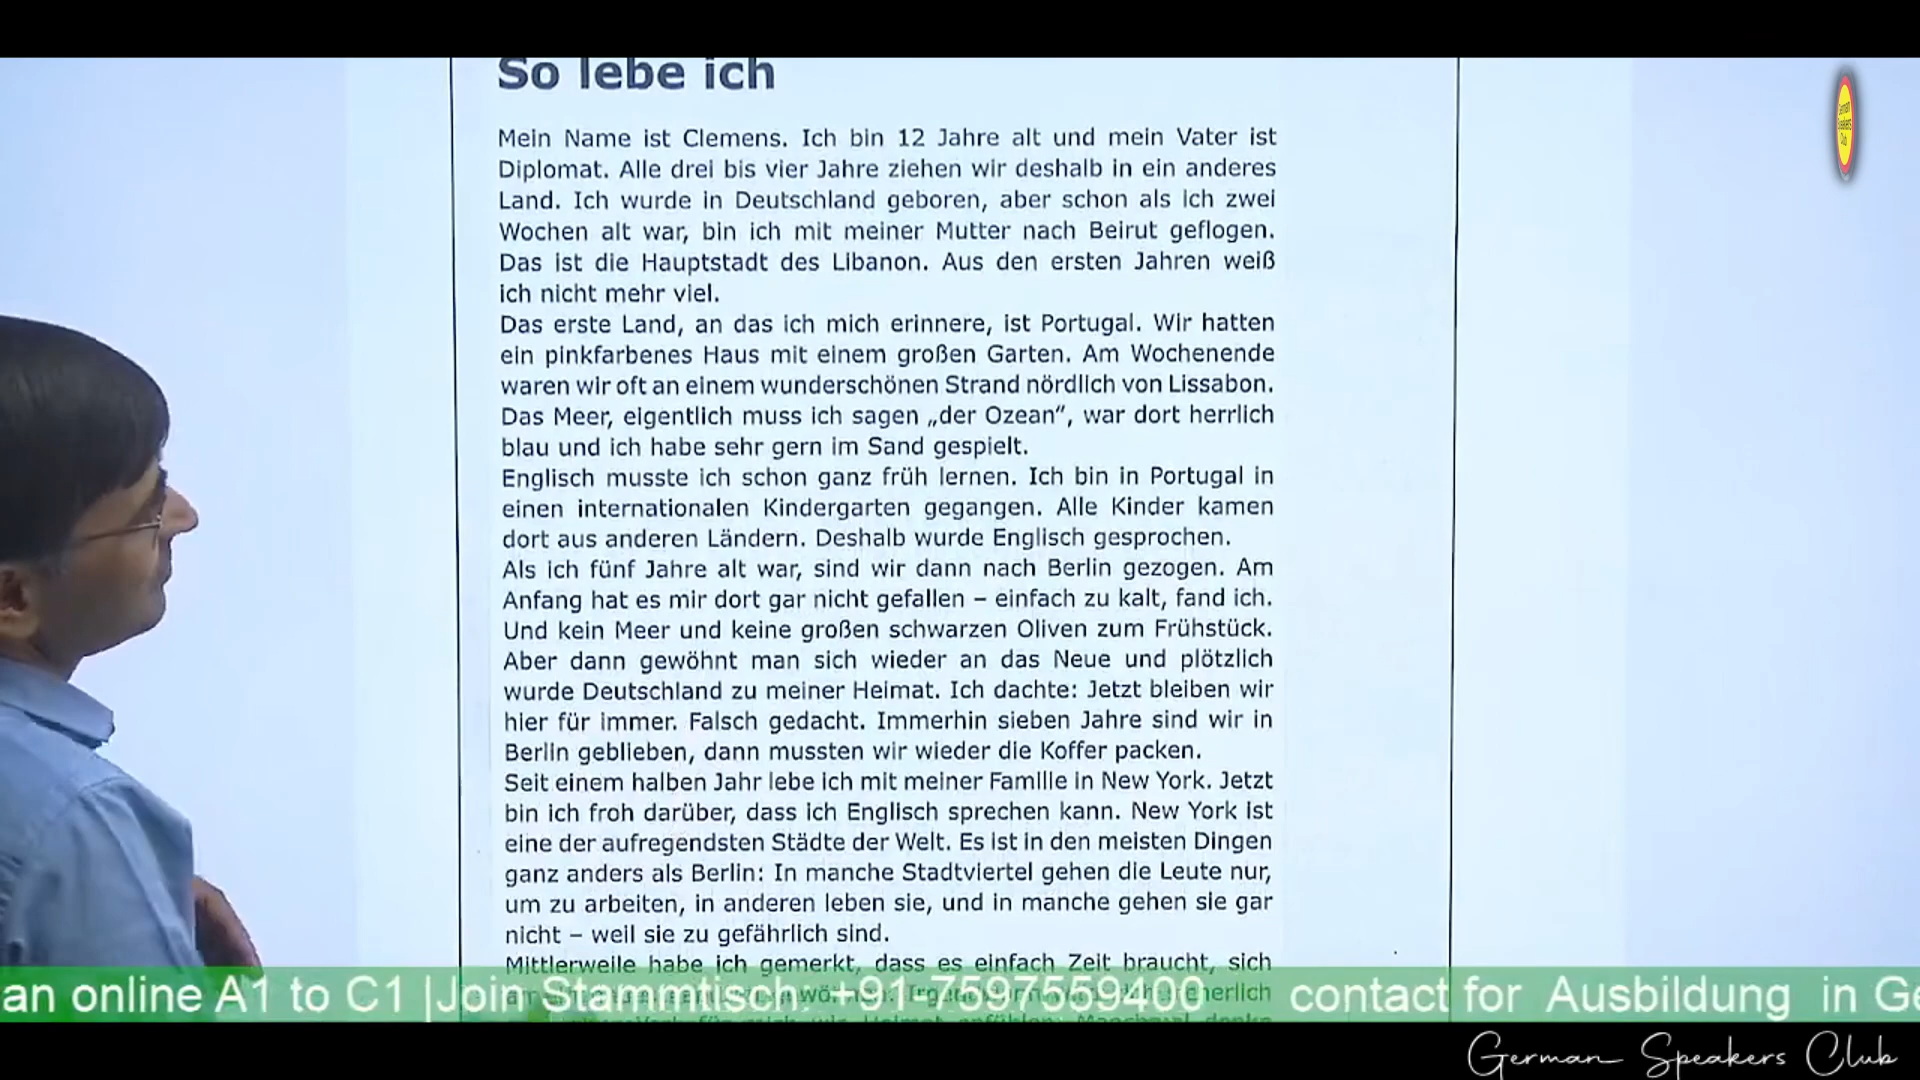 So lebe ich
Mein Name ist Clemens. Ich bin 12 Jahre alt und mein Vater ist
Diplomat. Alle drei bis vier Jahre ziehen wir deshalb in ein anderes
Land. Ich wurde in Deutschland geboren, aber schon als ich zwei
Wochen alt war, bin ich mit meiner Mutter nach Beirut geflogen.
Das ist die Hauptstadt des Libanon. Aus den ersten Jahren weiß
ich nicht mehr viel.
Das erste Land, an das ich mich erinnere, ist Portugal. Wir hatten
ein pinkfarbenes Haus mit einem großen Garten. Am Wochenende
waren wir oft an einem wunderschönen Strand nördlich von Lissabon.
Das Meer, eigentlich muss ich sagen „der Ozean“, war dort herrlich
blau und ich habe sehr gern im Sand gespielt.
Englisch musste ich schon ganz früh lernen. Ich bin in Portugal in
einen internationalen Kindergarten gegangen. Alle Kinder kamen
dort aus anderen Ländern. Deshalb wurde Englisch gesprochen.
Als ich fünf Jahre alt war, sind wir dann nach Berlin gezogen. Am
Anfang hat es mir dort gar nicht gefallen – einfach zu kalt, fand ich.
Und kein Meer und keine großen schwarzen Oliven zum Frühstück.
Aber dann gewöhnt man sich wieder an das Neue und plötzlich
wurde Deutschland zu meiner Heimat. Ich dachte: Jetzt bleiben wir
hier für immer. Falsch gedacht. Immerhin sieben Jahre sind wir in
Berlin geblieben, dann mussten wir wieder die Koffer packen.
Seit einem halben Jahr lebe ich mit meiner Familie in New York. Jetzt
bin ich froh darüber, dass ich Englisch sprechen kann. New York ist
eine der aufregendsten Städte der Welt. Es ist in den meisten Dingen
ganz anders als Berlin: In manche Stadtviertel gehen die Leute nur,
um zu arbeiten, in anderen leben sie, und in manche gehen sie gar
nicht – weil sie zu gefährlich sind.
Mittlerweile habe ich gemerkt, dass es einfach Zeit braucht, sich
an online A1 to C1 |Join Stammtisch: +91-7597559400 contact for Ausbildung in Ge
German Speakers Club